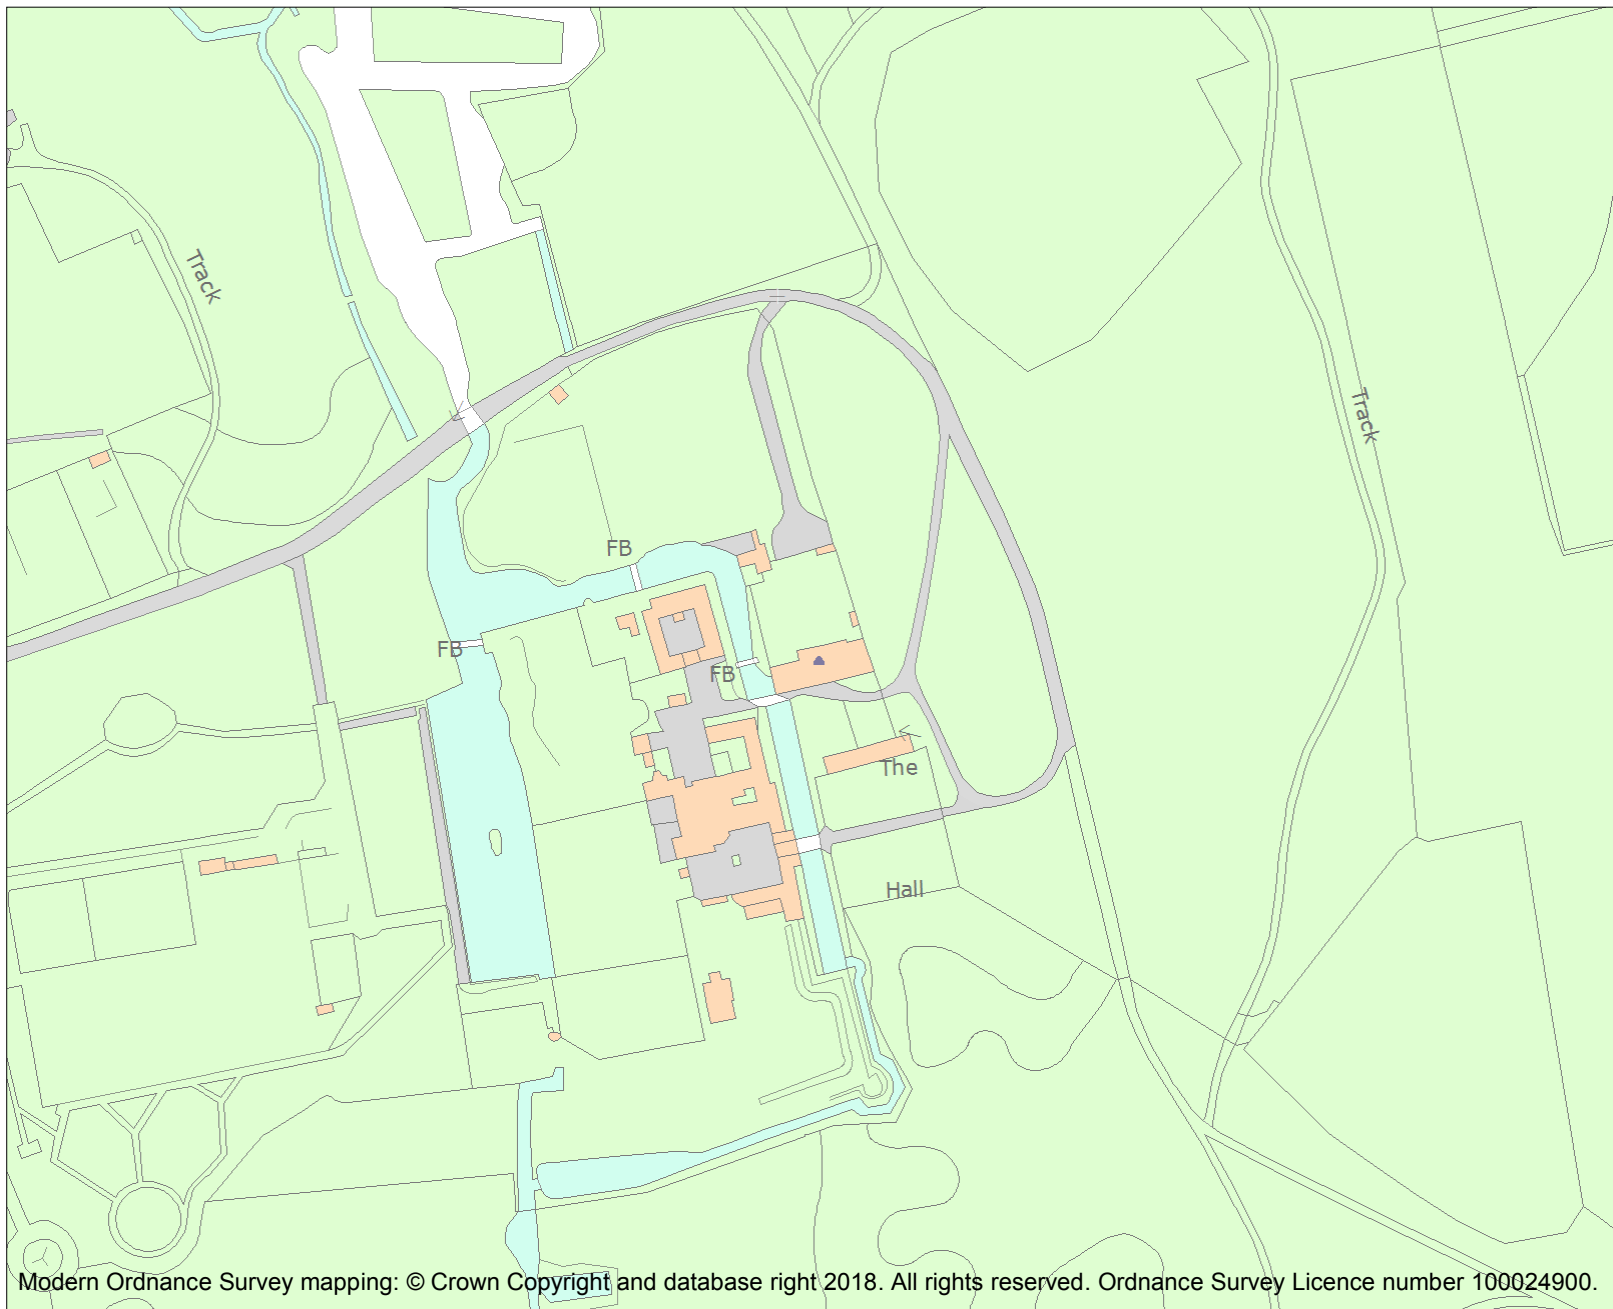 Track
Track
FB
FB
FB
The
Hall
Modern Ordnance Survey mapping: © Crown Copyright and database right 2018. All rights reserved. Ordnance Survey Licence number 100024900.